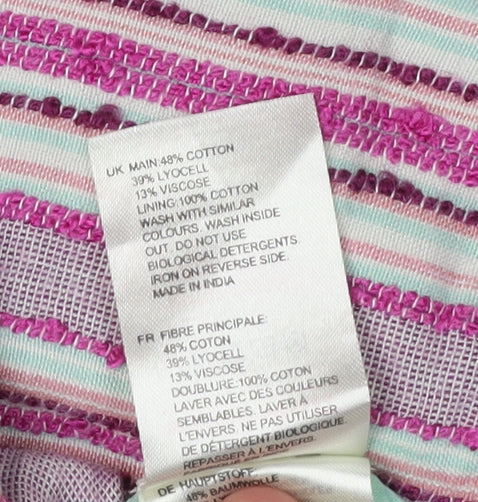 UK MAIN:48% COTTON
39% LYOCELL
13% VISCOSE
LINING:100% COTTON
WASH WITH SIMILAR
COLOURS. WASH INSIDE
OUT. DO NOT USE
BIOLOGICAL DETERGENTS.
IRON ON REVERSE SIDE.
MADE IN INDIA
FR FIBRE PRINCIPALE:
48% COTON
39% LYOCELL
13% VISCOSE
DOUBLURE:100% COTON
LAVER AVEC DES COULEURS
SEMBLABLES. LAVER À
L'ENVERS. NE PAS UTILISER
DE DÉTERGENT BIOLOGIQUE.
REPASSER À L'ENVERS.
DE HAUPTSTOFF:
48% BAUMWOLLE